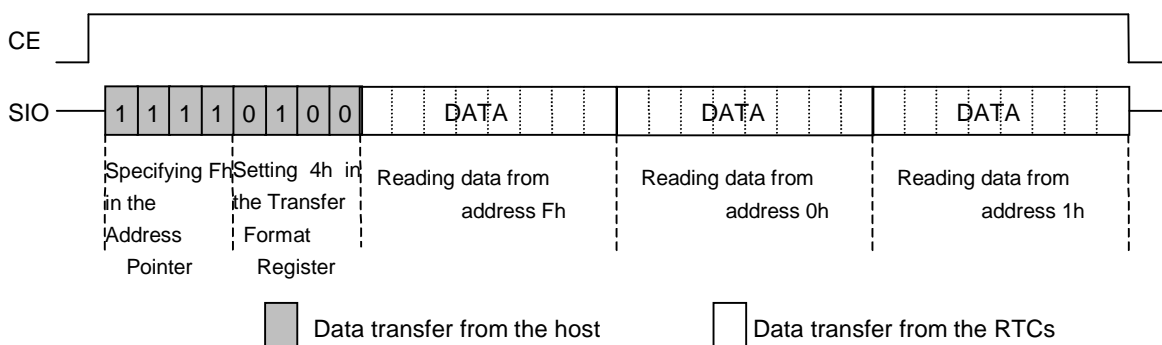 CE
SIO 1 1 1 1 0 1 0 0 DATA DATA DATA
Specifying Fh
in the
Address
Pointer
Setting 4h in
the Transfer
Format
Register
Reading data from
address Fh
Reading data from
address 0h
Reading data from
address 1h
Data transfer from the host
Data transfer from the RTCs